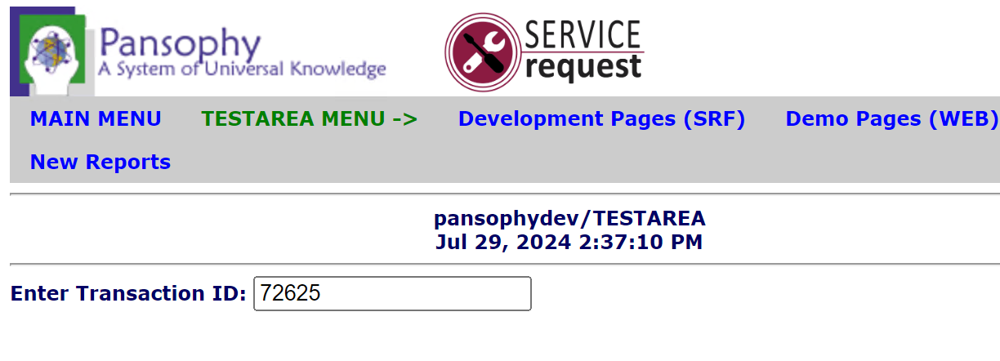 Pansophy
A System of Universal Knowledge
SERVICE
request
MAIN MENU TESTAREA MENU -> Development Pages (SRF) Demo Pages (WEB)
New Reports
pansophydev/TESTAREA
Jul 29, 2024 2:37:10 PM
Enter Transaction ID: 72625